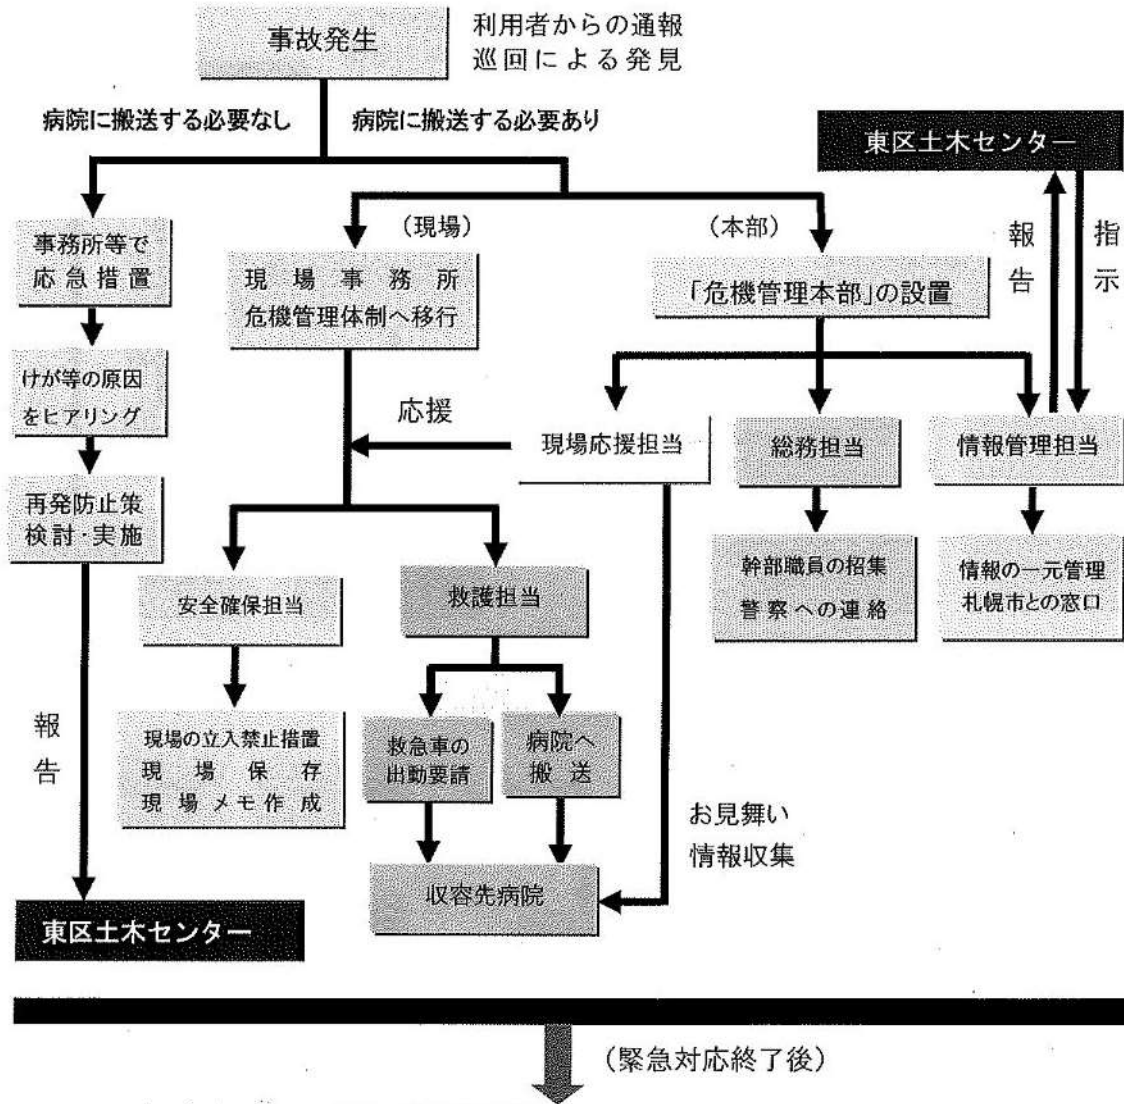 事故発生
利用者からの通報
巡回による発見
病院に搬送する必要なし
病院に搬送する必要あり
東区土木センター
(現場)
(本部)
報告
指示
事務所等で
応急措置
現場事務所
危機管理体制へ移行
「危機管理本部」の設置
けが等の原因
をヒアリング
応援
現場応援担当
総務担当
情報管理担当
再発防止策
検討・実施
安全確保担当
救護担当
幹部職員の招集
警察への連絡
情報の一元管理
札幌市との窓口
報告
現場の立入禁止措置
現場保存
現場メモ作成
救急車の
出動要請
病院へ
搬送
お見舞い
情報収集
収容先病院
東区土木センター
(緊急対応終了後)